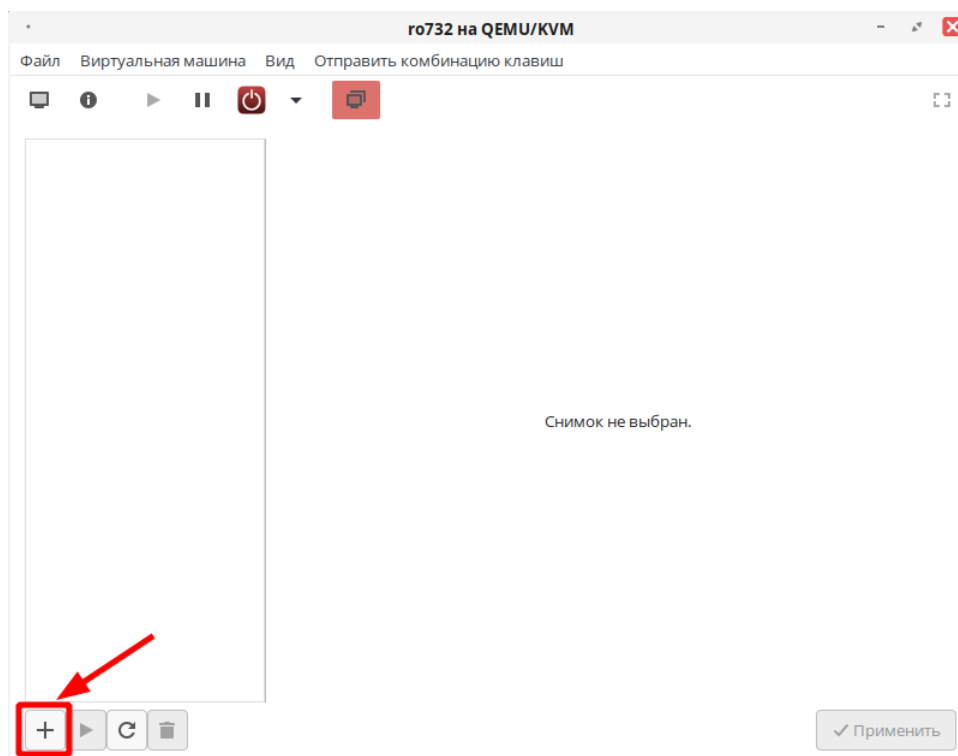 ro732 на QEMU/KVM
Файл Виртуальная машина Вид Отправить комбинацию клавиш
Снимок не выбран.
Применить